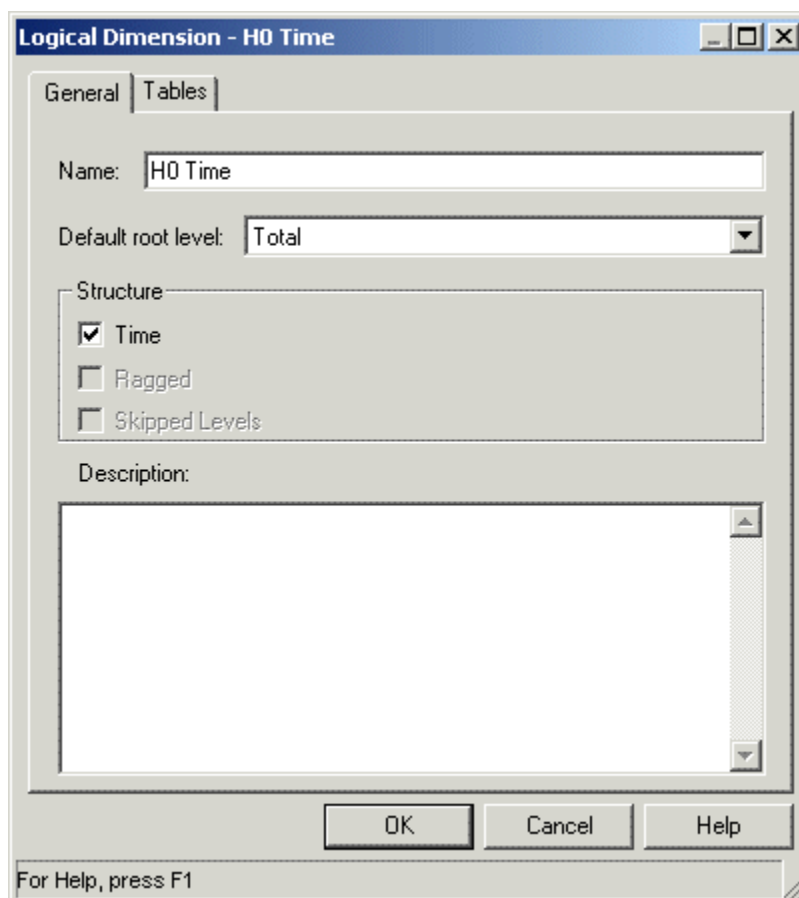 Logical Dimension - H0 Time
General Tables
Name: H0 Time
Default root level: Total
Structure
Time
Ragged
Skipped Levels
Description:
OK Cancel Help
For Help, press F1